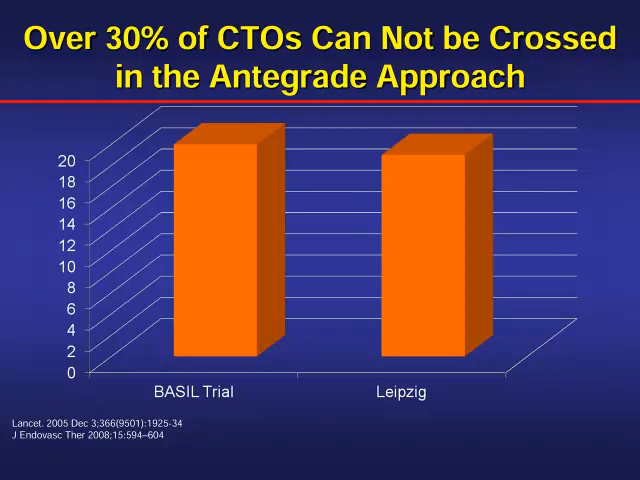 Over 30% of CTOs Can Not be Crossed
in the Antegrade Approach
20
18
16
14
12
10
8
6
4
2
0
BASIL Trial
Leipzig
Lancet. 2005 Dec 3;366(9501):1925-34
J Endovasc Ther 2008;15:594–604